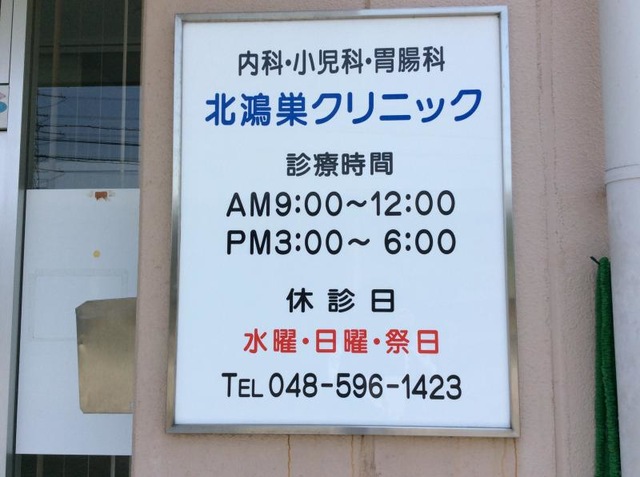 内科・小児科・胃腸科
北鴻巣クリニック
診療時間
AM9:00～12:00
PM3:00～ 6:00
休診日
水曜・日曜・祭日
TEL 048-596-1423